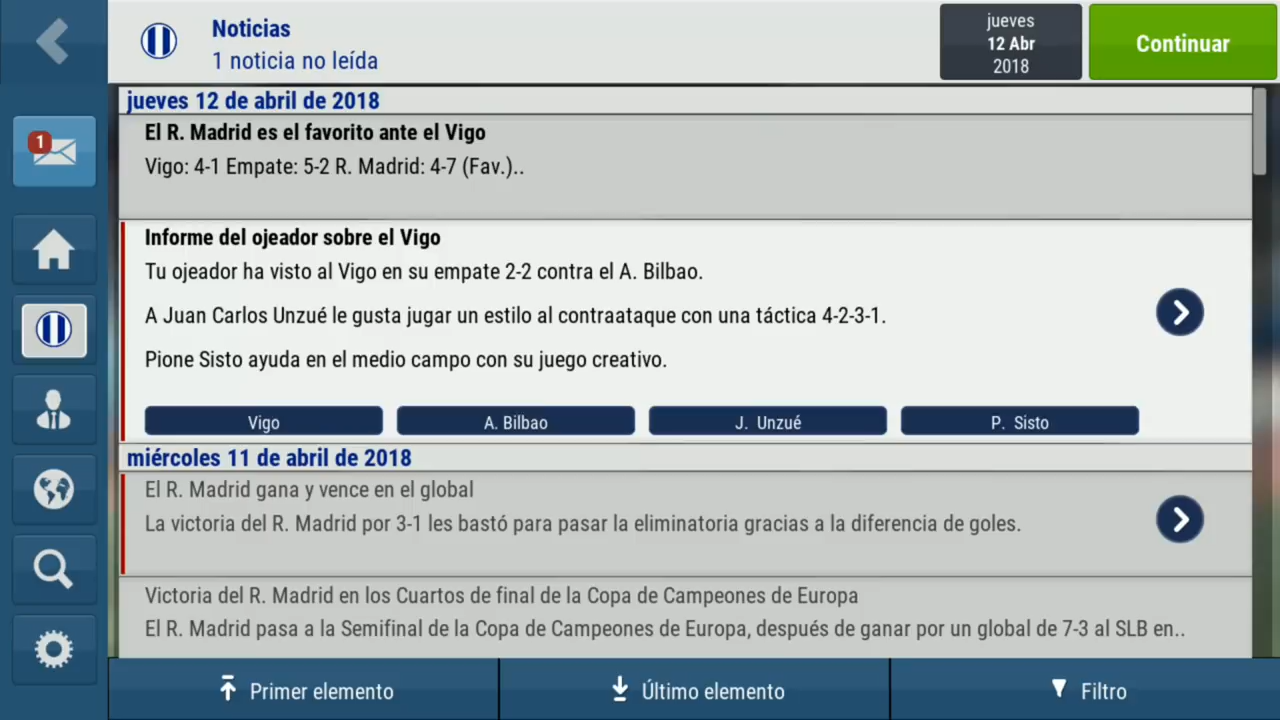 Noticias
1 noticia no leída
jueves
12 Abr
2018
Continuar
jueves 12 de abril de 2018
El R. Madrid es el favorito ante el Vigo
Vigo: 4-1 Empate: 5-2 R. Madrid: 4-7 (Fav.)..
1
Informe del ojeador sobre el Vigo
Tu ojeador ha visto al Vigo en su empate 2-2 contra el A. Bilbao.
A Juan Carlos Unzué le gusta jugar un estilo al contraataque con una táctica 4-2-3-1.
Pione Sisto ayuda en el medio campo con su juego creativo.
Vigo
A. Bilbao
J. Unzué
P. Sisto
miércoles 11 de abril de 2018
El R. Madrid gana y vence en el global
La victoria del R. Madrid por 3-1 les bastó para pasar la eliminatoria gracias a la diferencia de goles.
Victoria del R. Madrid en los Cuartos de final de la Copa de Campeones de Europa
El R. Madrid pasa a la Semifinal de la Copa de Campeones de Europa, después de ganar por un global de 7-3 al SLB en..
Primer elemento
Último elemento
Filtro